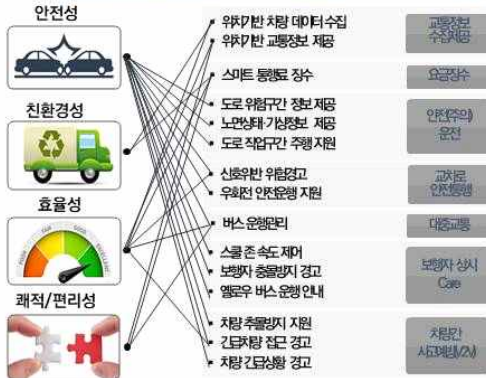 안전성
친환경성
효율성
쾌적/편리성
위치기반 차량 데이터 수집
위치기반 교통정보 제공
스마트 통행료 징수
도로 위험구간 정보 제공
노면상태·기상정보 제공
도로 작업구간 주행 지원
신호위반 위험경고
우회전 안전운행 지원
버스 운행관리
스쿨 존 속도 제어
보행자 충돌방지 경고
옐로우 버스 운행 안내
차량 추돌방지 지원
긴급차량 접근 경고
차량 긴급상황 경고
교통정보
수집제공
요금징수
안전(주의)
운전
교차로
안전통행
대중교통
보행자 상시
Care
차량간
사고예방(V2V)